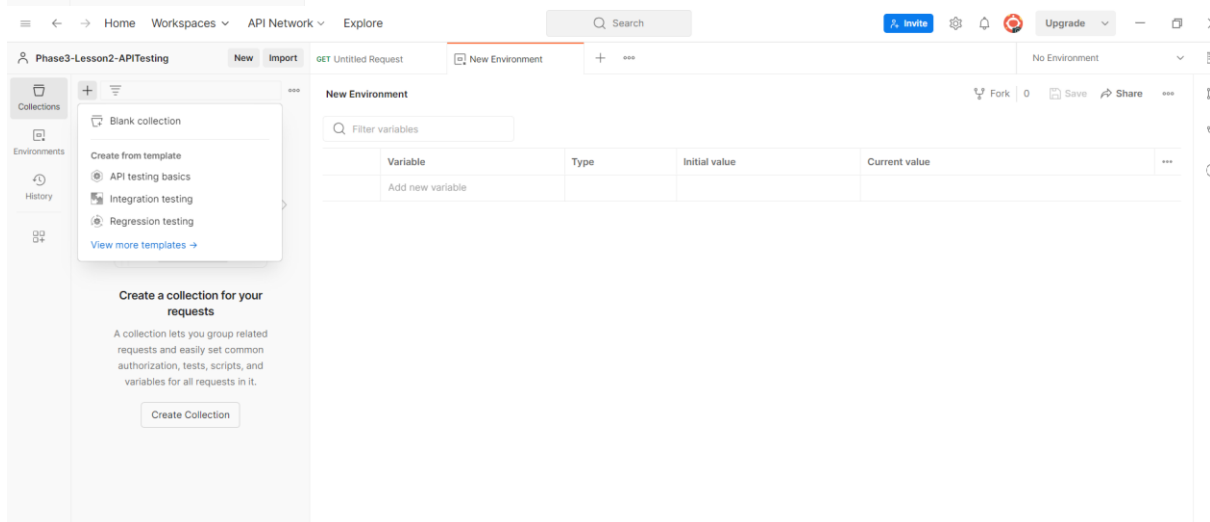 Home Workspaces API Network Explore Search Invite Upgrade
Phase3-Lesson2-APITesting New Import GET Untitled Request New Environment No Environment
Collections
Environments
History
Blank collection
Create from template
API testing basics
Integration testing
Regression testing
View more templates →
Create a collection for your
requests
A collection lets you group related
requests and easily set common
authorization, tests, scripts, and
variables for all requests in it.
Create Collection
New Environment Fork 0 Save Share
Filter variables
Variable Type Initial value Current value
Add new variable